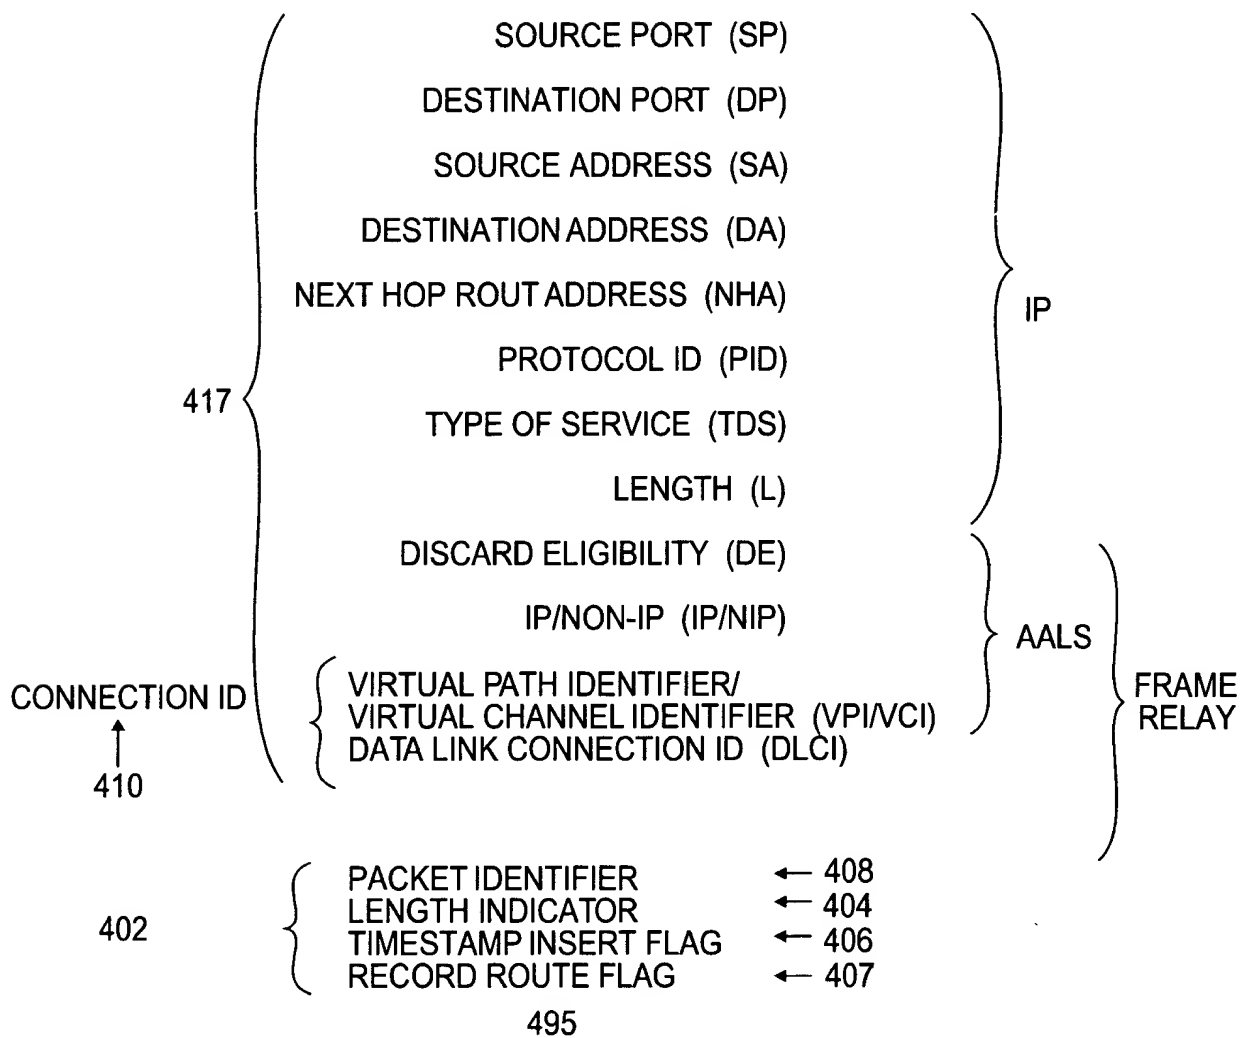 SOURCE PORT (SP)
DESTINATION PORT (DP)
SOURCE ADDRESS (SA)
DESTINATION ADDRESS (DA)
NEXT HOP ROUT ADDRESS (NHA)
IP
PROTOCOL ID (PID)
417
TYPE OF SERVICE (TDS)
LENGTH (L)
DISCARD ELIGIBILITY (DE)
IP/NON-IP (IP/NIP)
AALS
CONNECTION ID
410
VIRTUAL PATH IDENTIFIER/
VIRTUAL CHANNEL IDENTIFIER (VPI/VCI)
DATA LINK CONNECTION ID (DLCI)
FRAME
RELAY
402
PACKET IDENTIFIER 408
LENGTH INDICATOR 404
TIMESTAMP INSERT FLAG 406
RECORD ROUTE FLAG 407
495